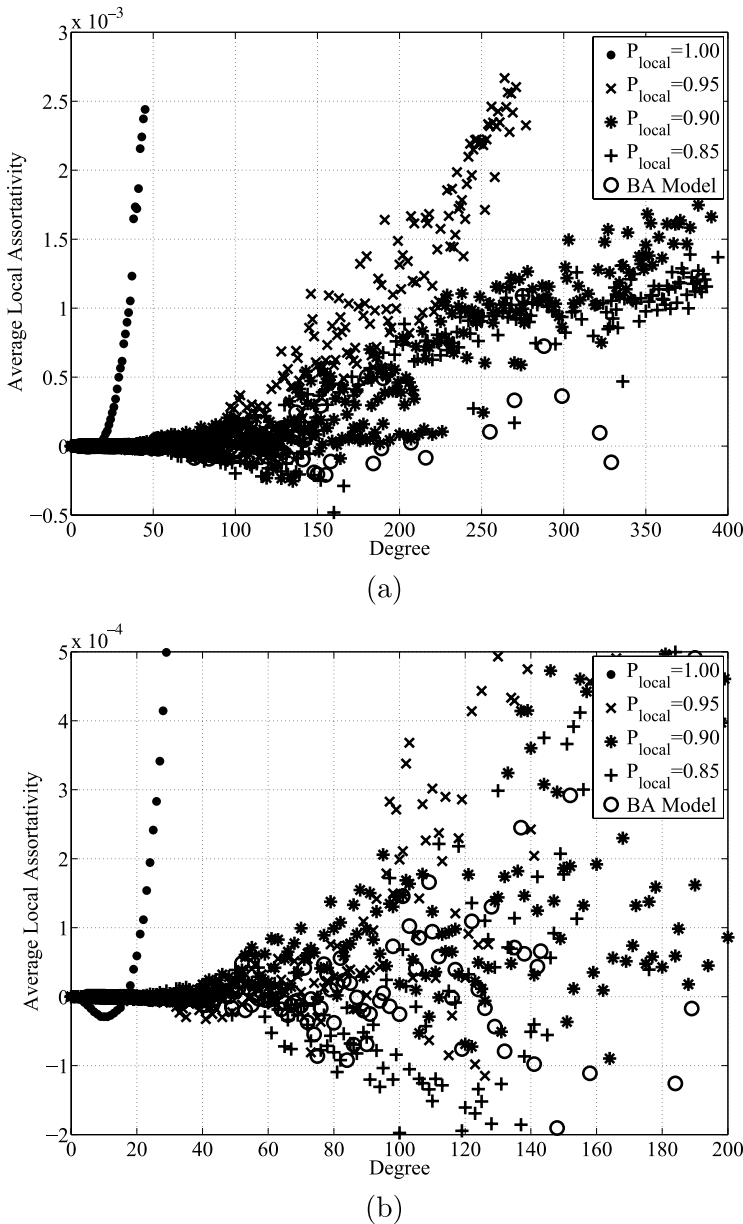 x 10⁻³
3
2.5
2
1.5
1
0.5
0
−0.5
Average Local Assortativity
P_local=1.00
P_local=0.95
P_local=0.90
P_local=0.85
BA Model
0 50 100 150 200 250 300 350 400
Degree
(a)
x 10⁻⁴
5
4
3
2
1
0
−1
−2
Average Local Assortativity
P_local=1.00
P_local=0.95
P_local=0.90
P_local=0.85
BA Model
0 20 40 60 80 100 120 140 160 180 200
Degree
(b)